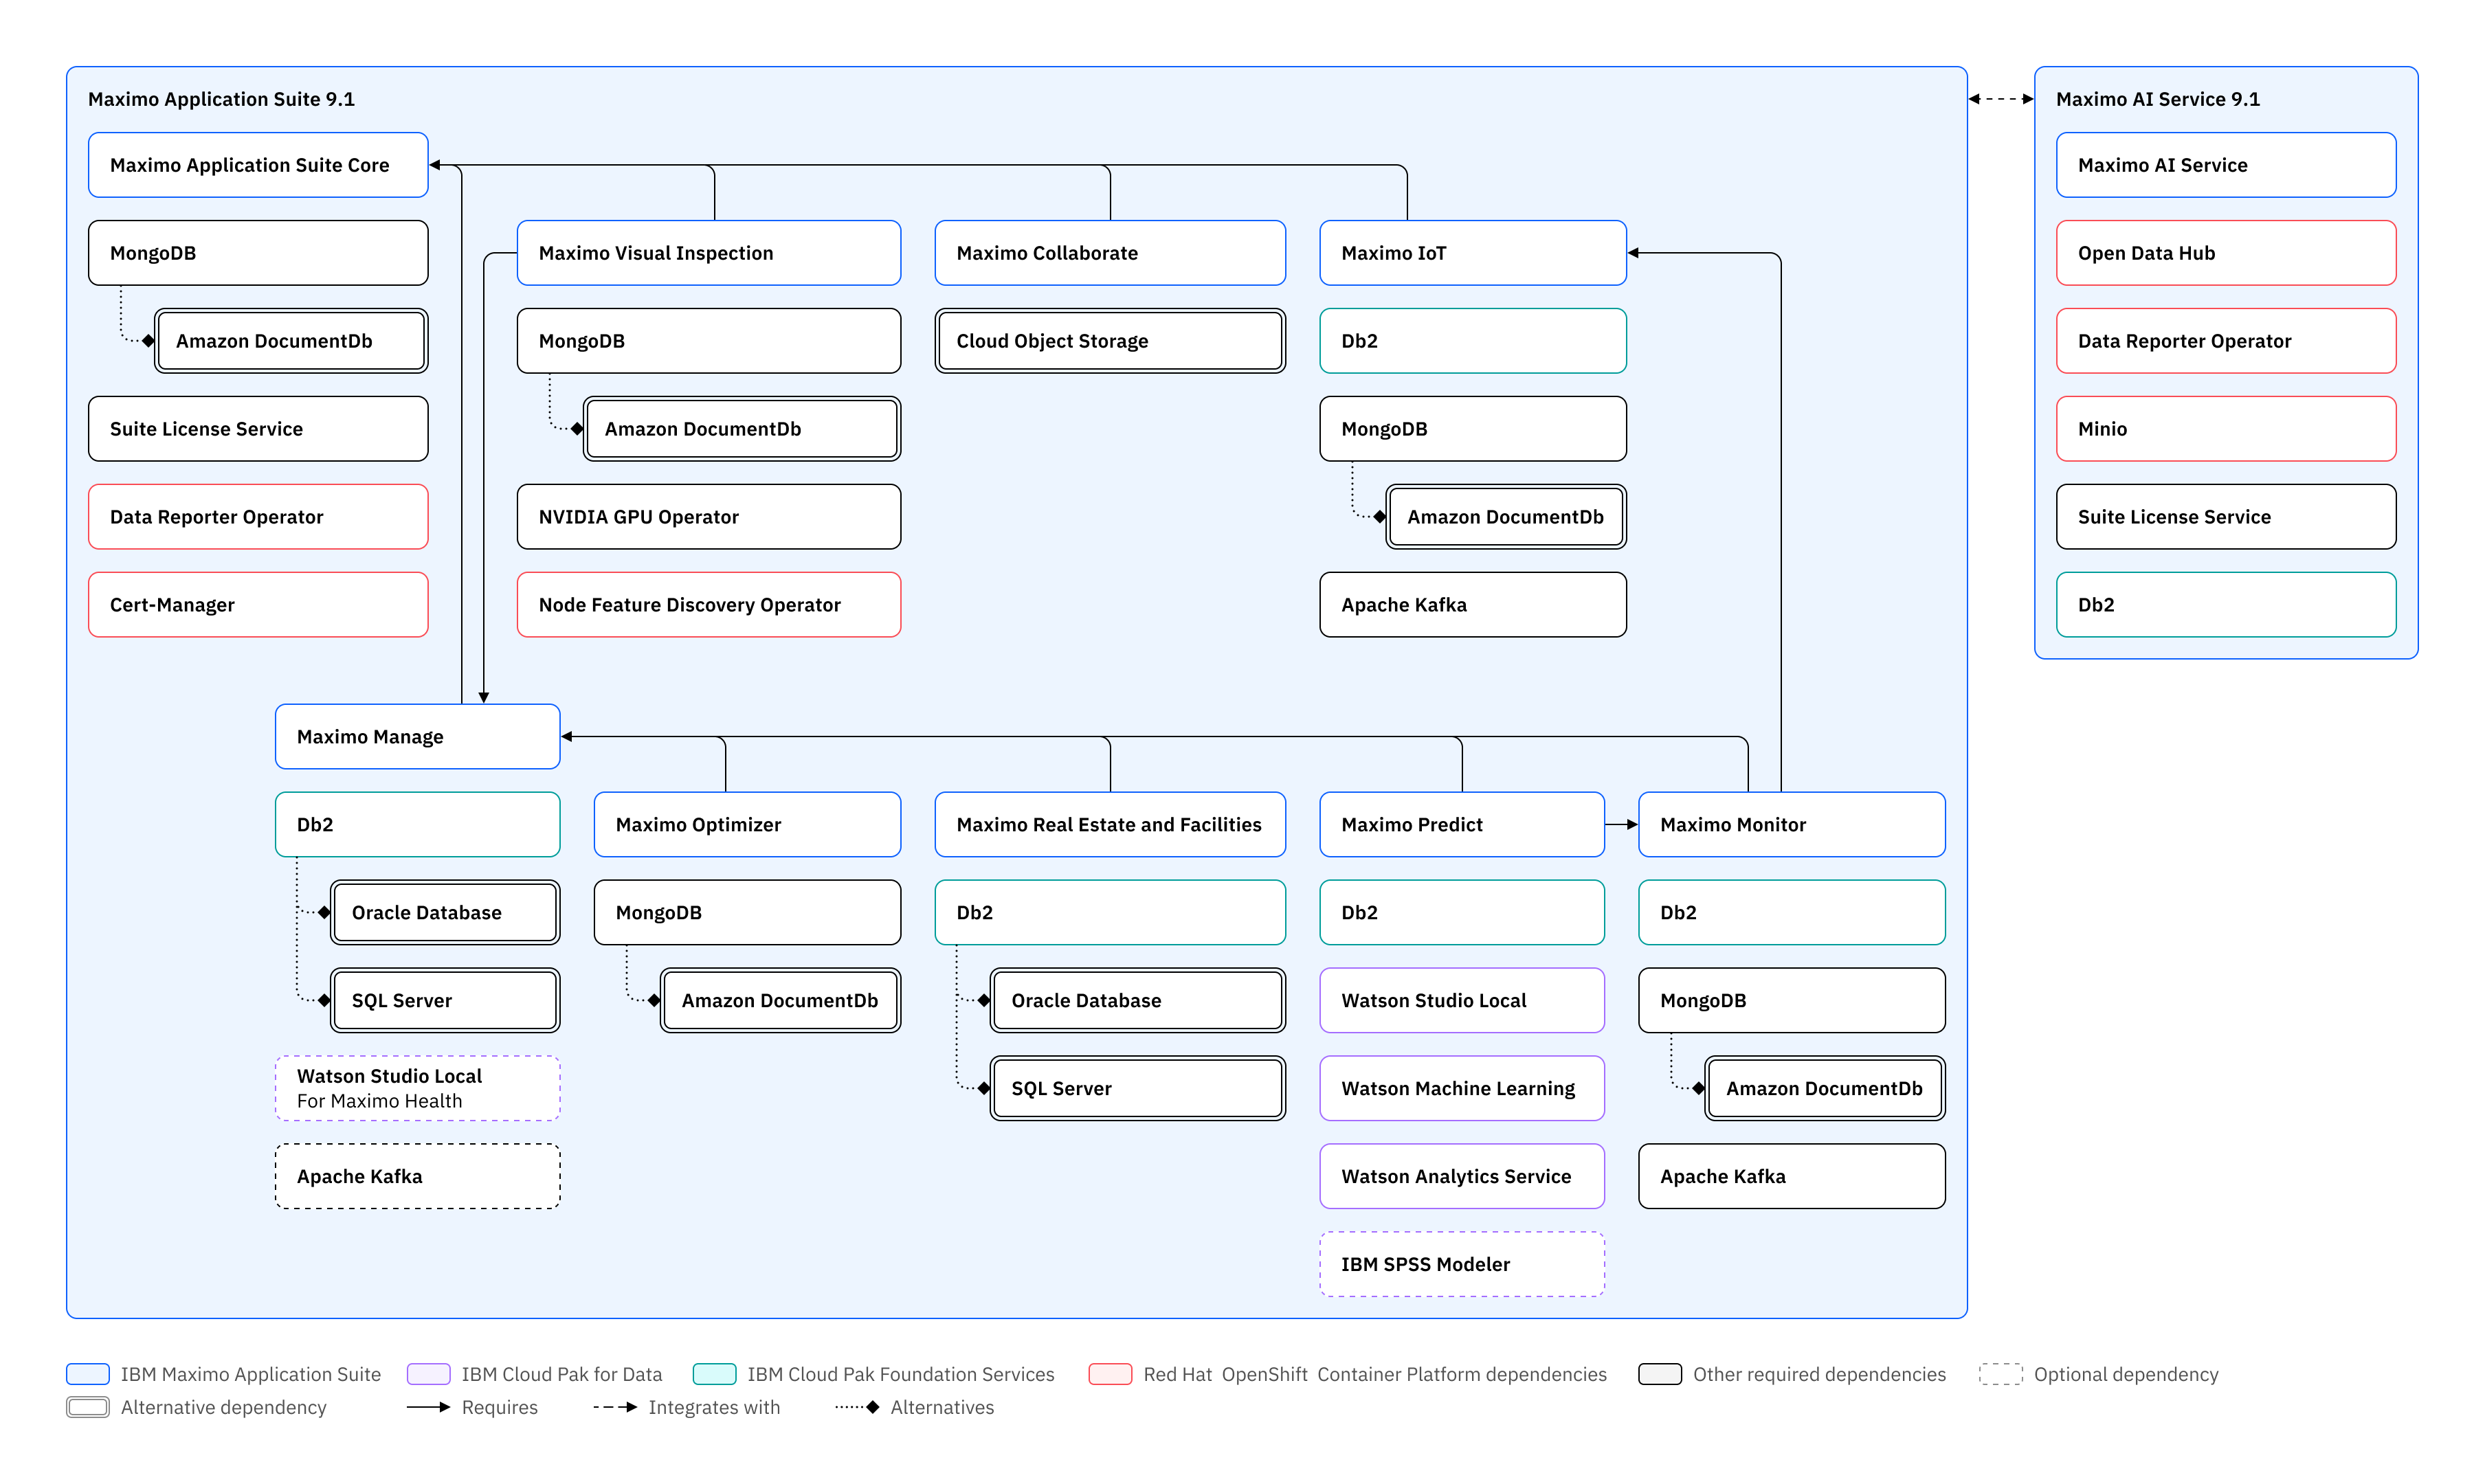 Maximo Application Suite 9.1
Maximo Application Suite Core
MongoDB
Amazon DocumentDb
Suite License Service
Data Reporter Operator
Cert-Manager
Maximo Visual Inspection
MongoDB
Amazon DocumentDb
NVIDIA GPU Operator
Node Feature Discovery Operator
Maximo Collaborate
Cloud Object Storage
Maximo IoT
Db2
MongoDB
Amazon DocumentDb
Apache Kafka
Maximo Manage
Db2
Oracle Database
SQL Server
Watson Studio Local
For Maximo Health
Apache Kafka
Maximo Optimizer
MongoDB
Amazon DocumentDb
Maximo Real Estate and Facilities
Db2
Oracle Database
SQL Server
Maximo Predict
Db2
Watson Studio Local
Watson Machine Learning
Watson Analytics Service
IBM SPSS Modeler
Maximo Monitor
Db2
MongoDB
Amazon DocumentDb
Apache Kafka
Maximo AI Service 9.1
Maximo AI Service
Open Data Hub
Data Reporter Operator
Minio
Suite License Service
Db2
IBM Maximo Application Suite
IBM Cloud Pak for Data
IBM Cloud Pak Foundation Services
Red Hat OpenShift Container Platform dependencies
Other required dependencies
Optional dependency
Alternative dependency
Requires
Integrates with
Alternatives